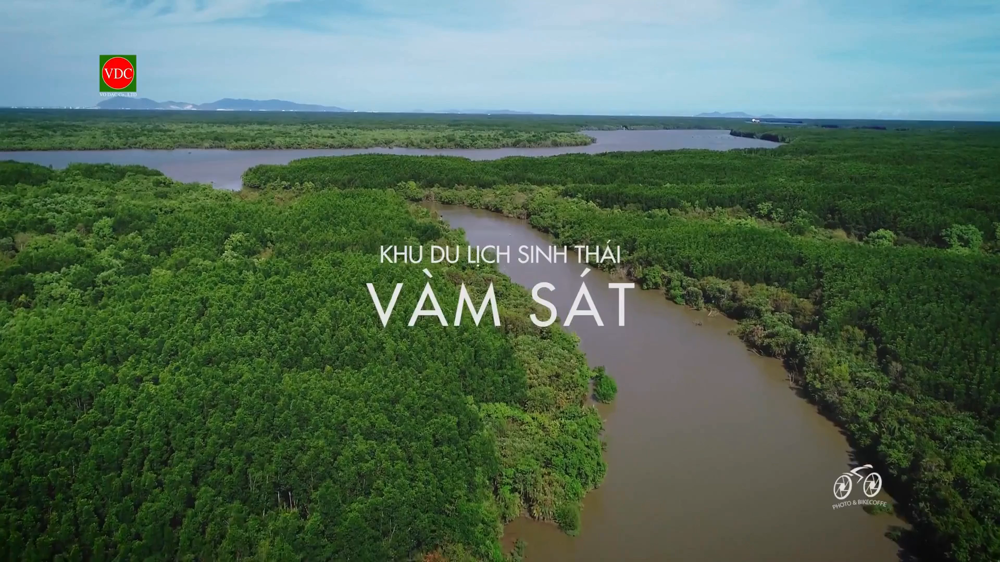 VDC
VO DAC Co., LTD
KHU DU LỊCH SINH THÁI
VÀM SÁT
PHOTO & BIKECOFFE